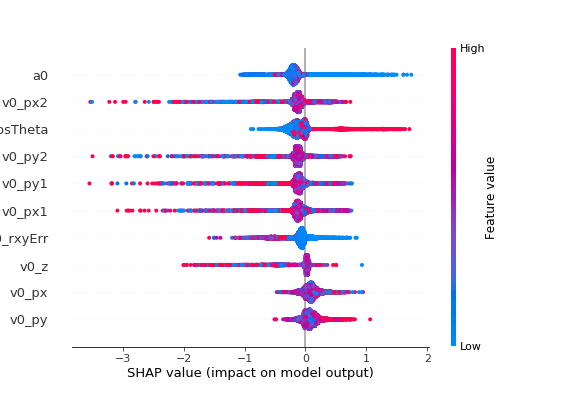 High
a0
v0_px2
osTheta
v0_py2
v0_py1
v0_px1
0_rxyErr
v0_z
v0_px
v0_py
Feature value
Low
−3 −2 −1 0 1 2
SHAP value (impact on model output)